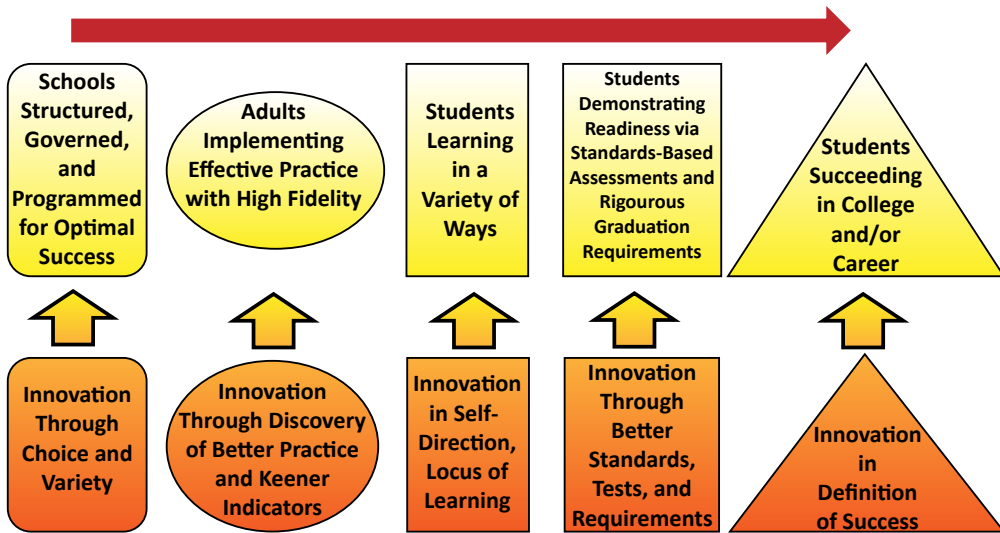 Schools
Structured,
Governed,
and
Programmed
for Optimal
Success
Adults
Implementing
Effective Practice
with High Fidelity
Students
Learning
in a
Variety of
Ways
Students
Demonstrating
Readiness via
Standards-Based
Assessments and
Rigourous
Graduation
Requirements
Students
Succeeding
in College
and/or
Career
Innovation
Through
Choice and
Variety
Innovation
Through Discovery
of Better Practice
and Keener
Indicators
Innovation
in Self-
Direction,
Locus of
Learning
Innovation
Through
Better
Standards,
Tests, and
Requirements
Innovation
in
Definition
of Success